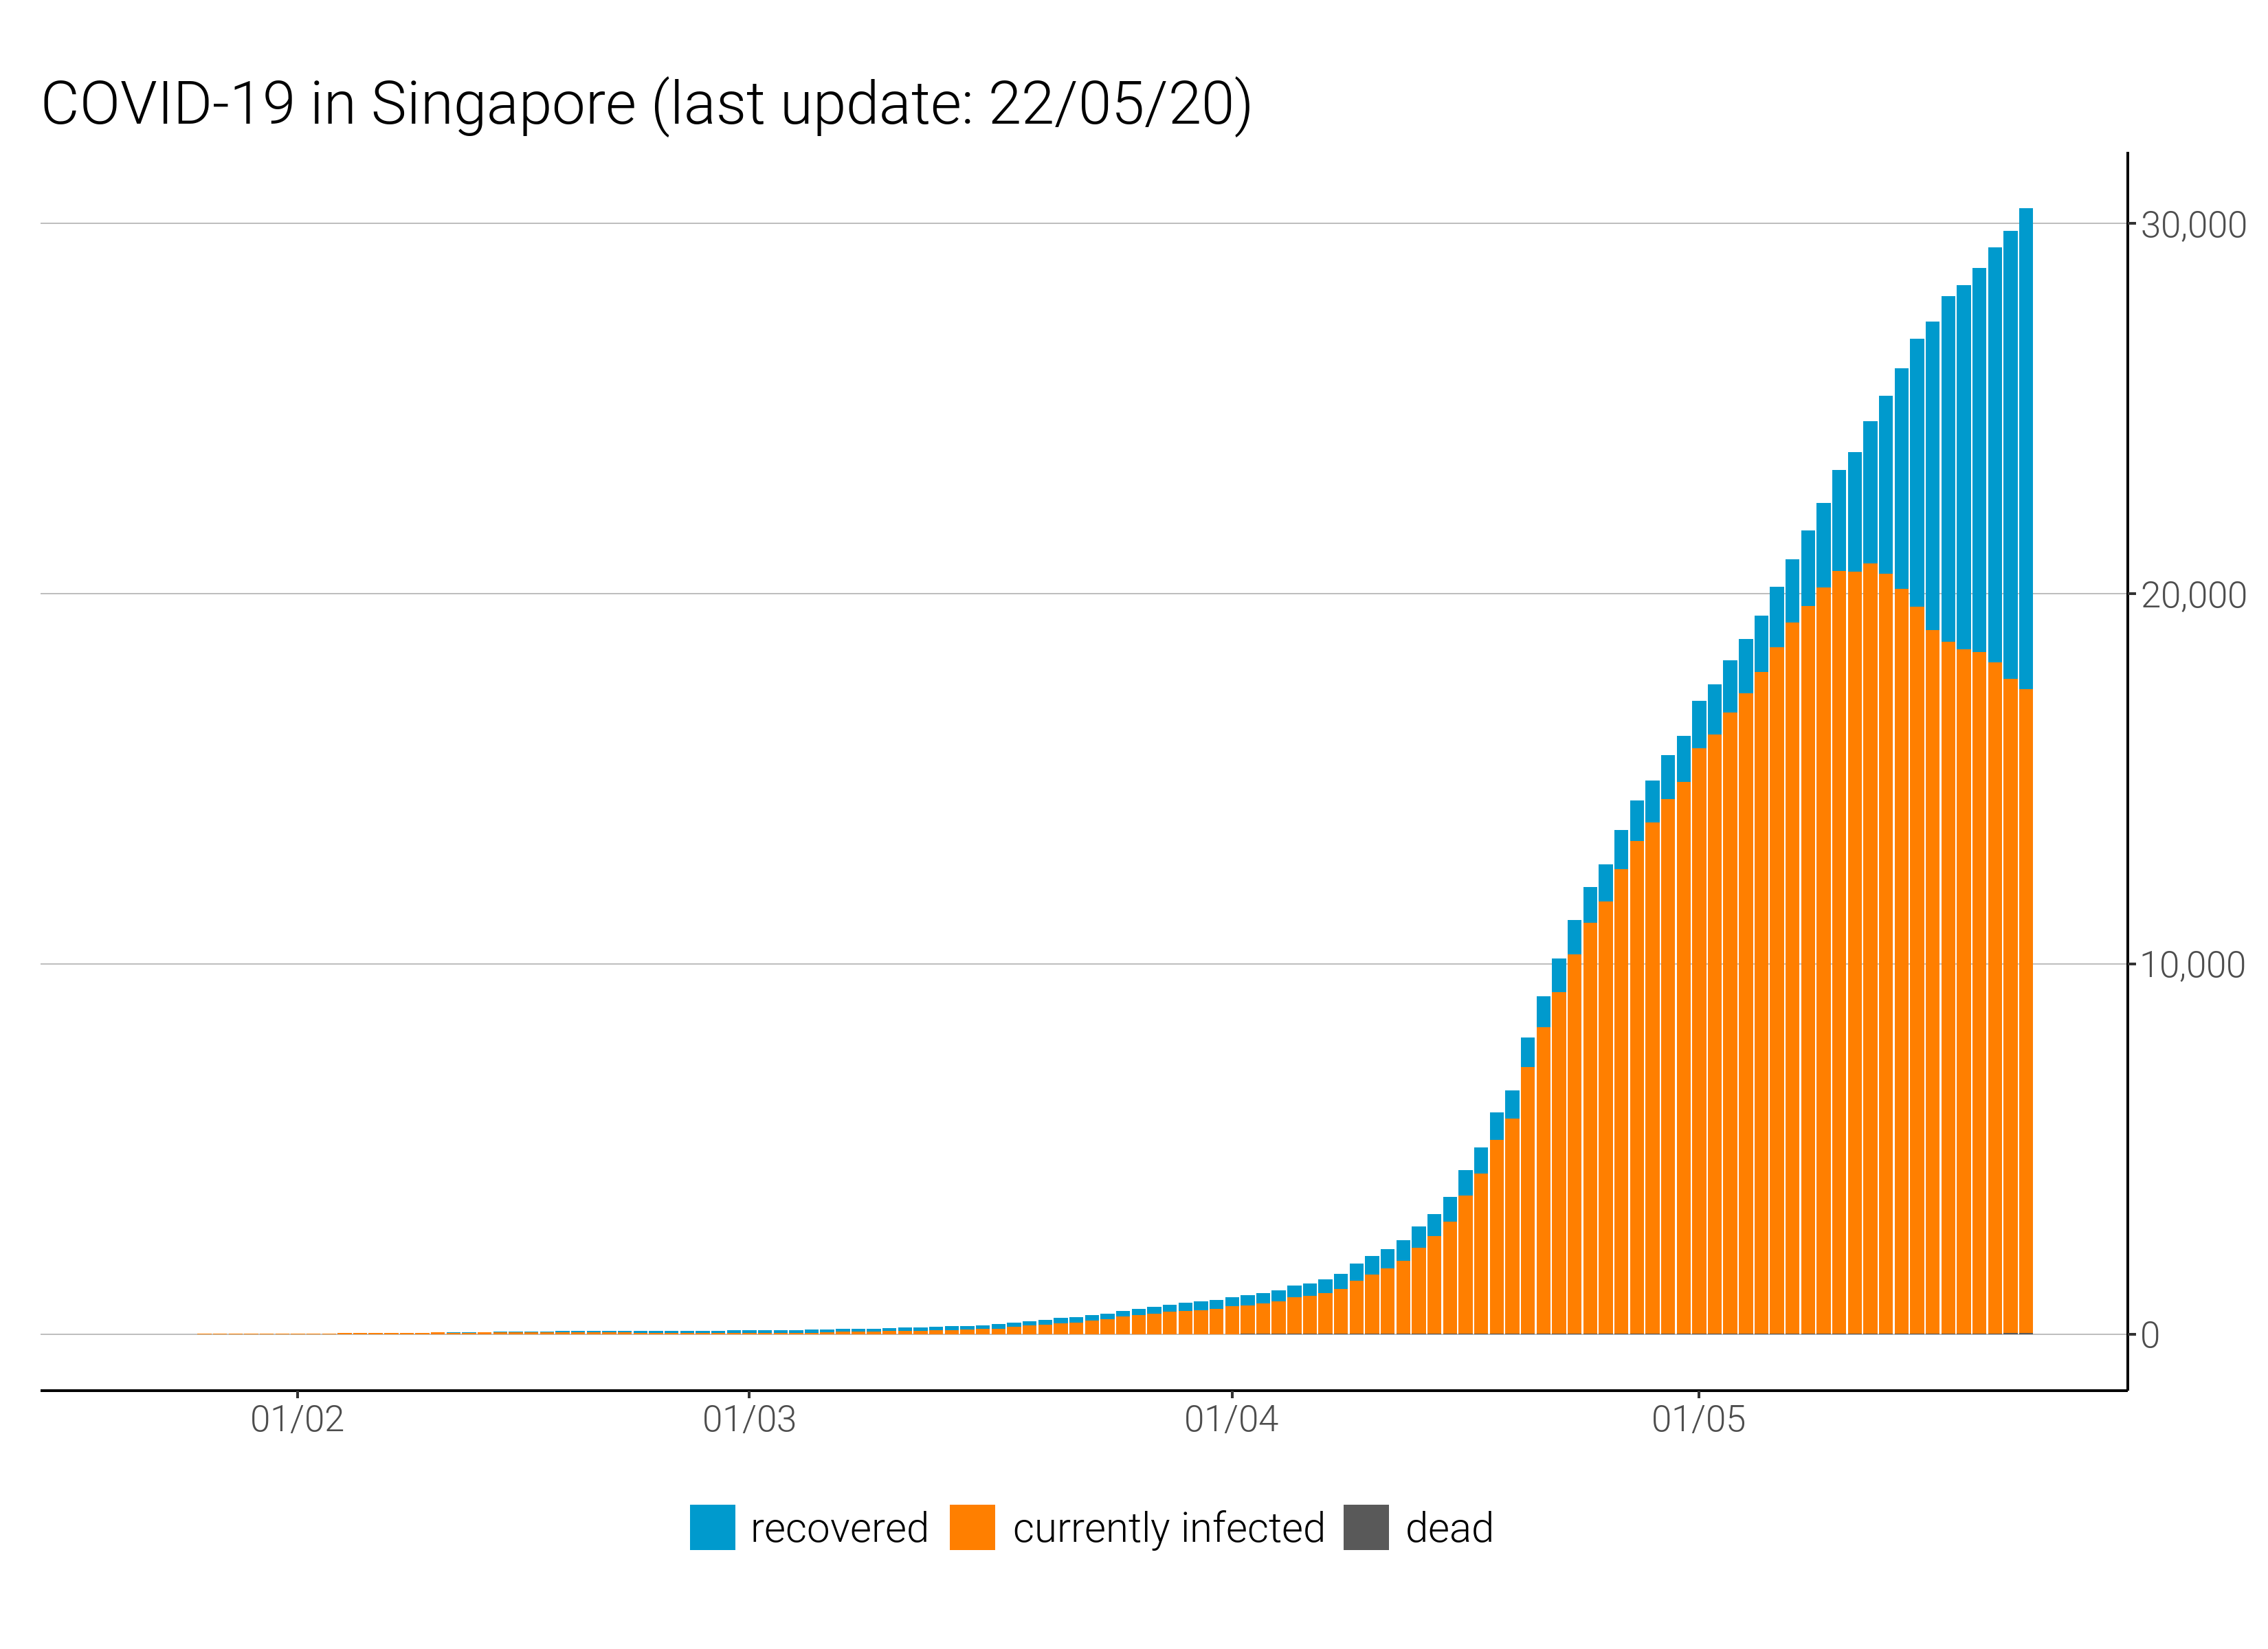 COVID-19 in Singapore (last update: 22/05/20)
30,000
20,000
10,000
0
01/02 01/03 01/04 01/05
recovered currently infected dead